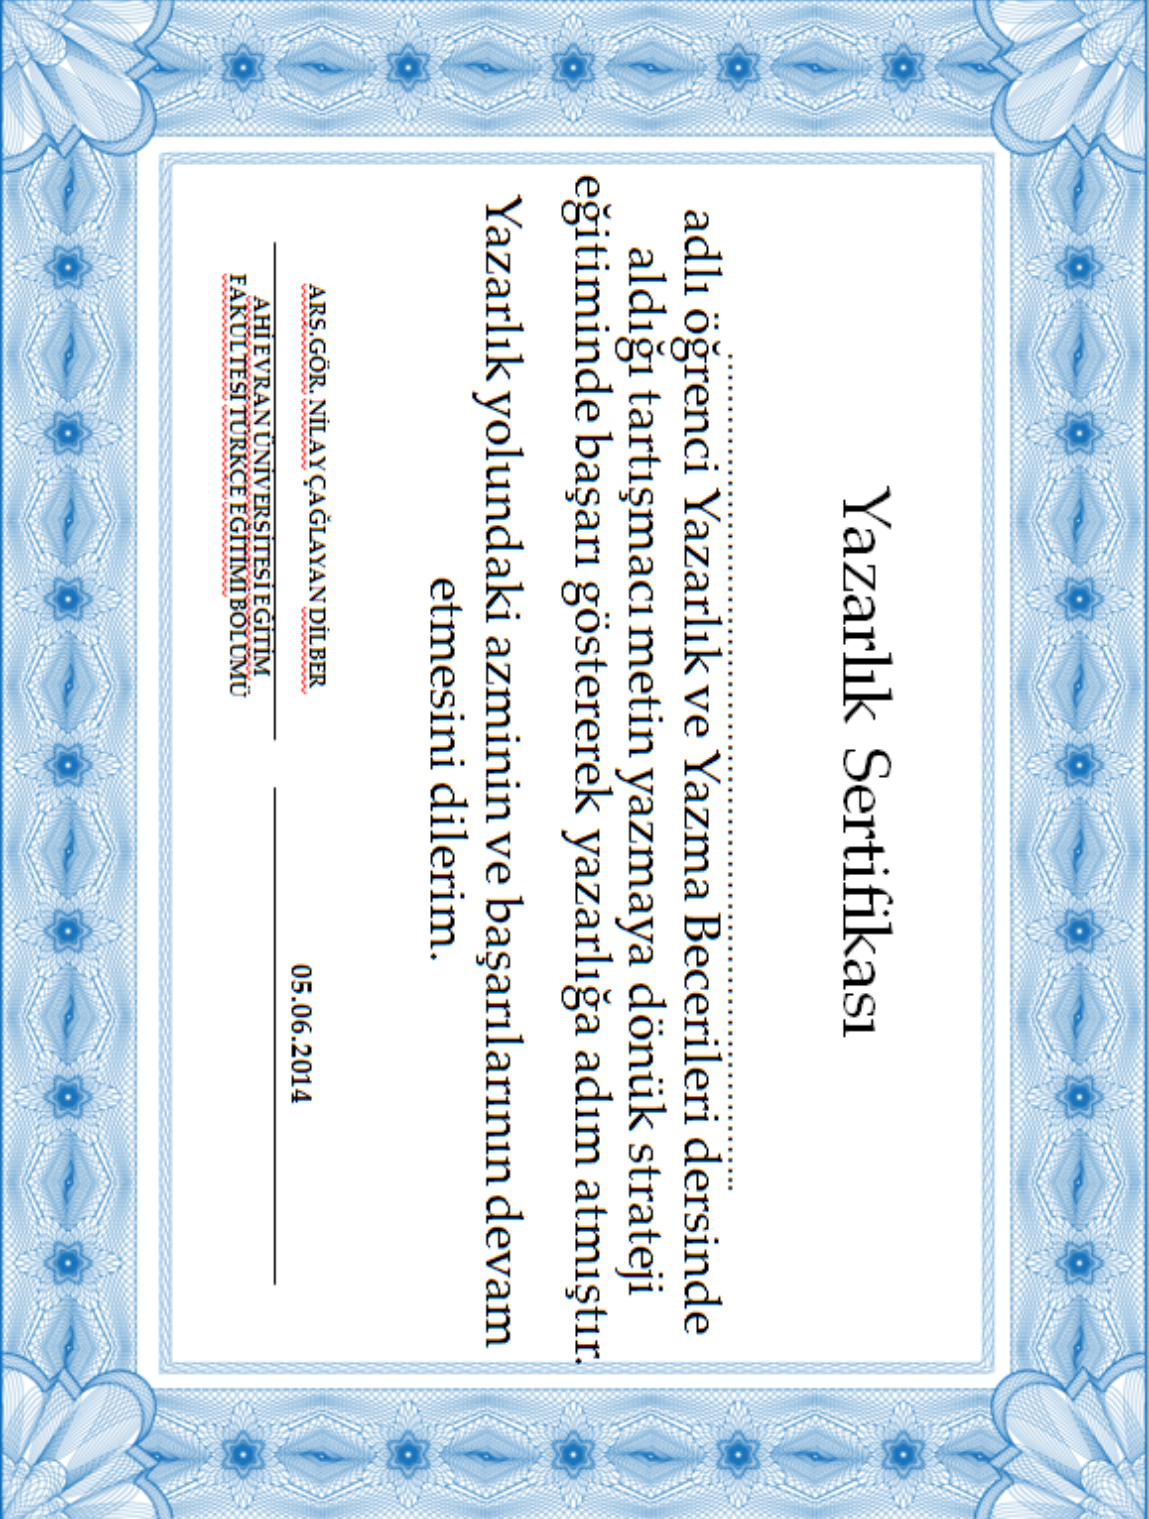 Yazarlık Sertifikası
........................................................................................
adlı öğrenci Yazarlık ve Yazma Becerileri dersinde
aldığı tartışmacı metin yazmaya dönük strateji
eğitiminde başarı göstererek yazarlığa adım atmıştır.
Yazarlık yolundaki azminin ve başarılarının devam
etmesini dilerim.
ARS.GÖR. NİLAY ÇAĞLAYAN DİLBER
05.06.2014
AHİ EVRAN ÜNİVERSİTESİ EĞİTİM
FAKÜLTESİ TÜRKÇE EĞİTİMİ BÖLÜMÜ